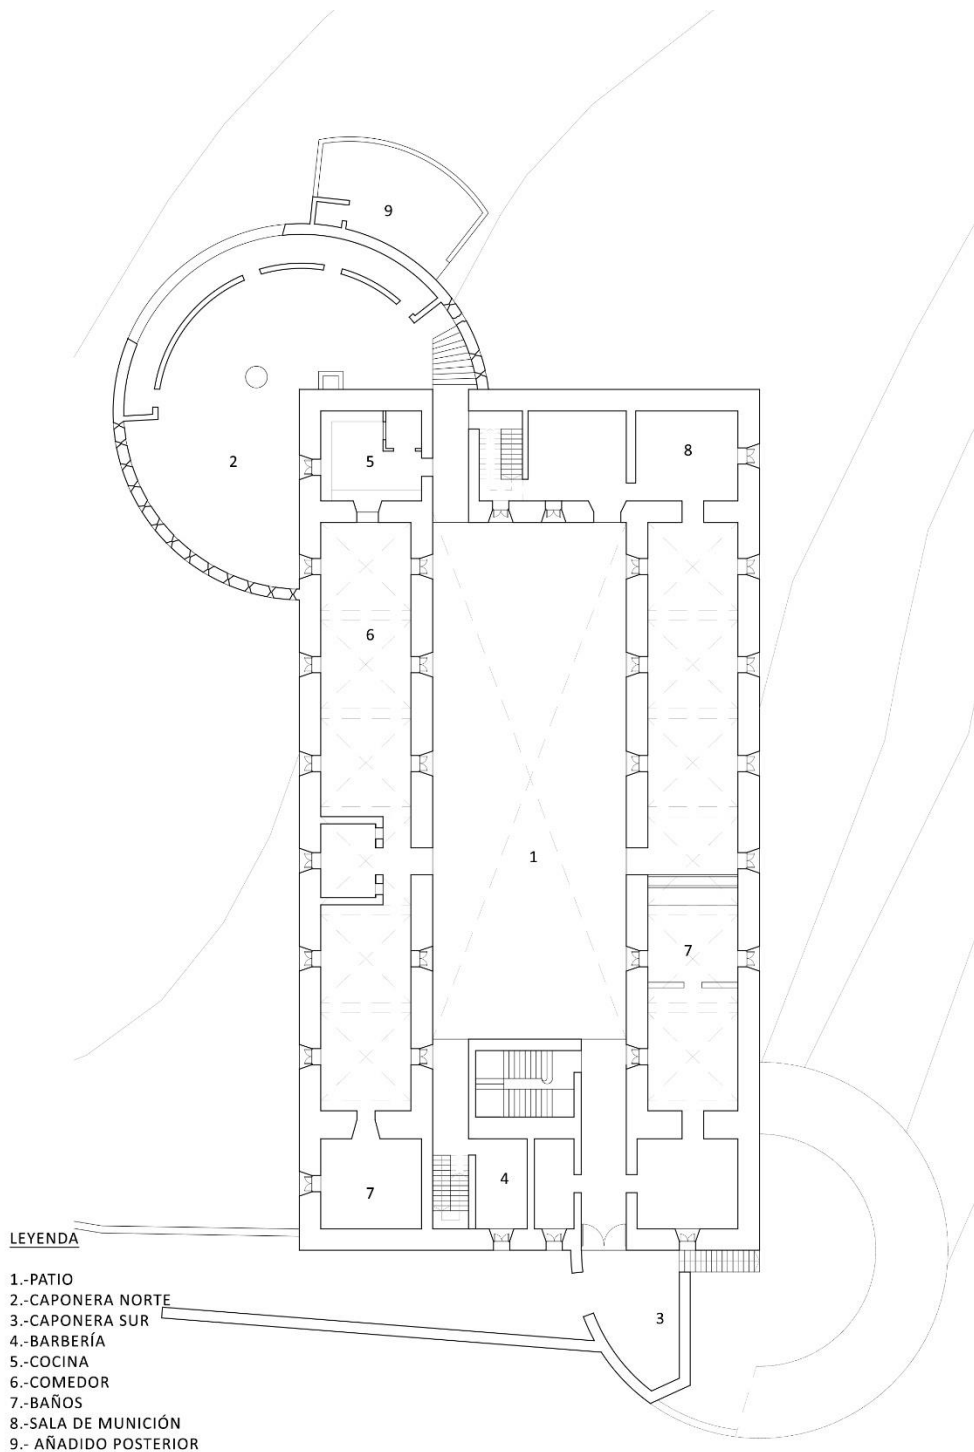 9
2
5
8
6
1
7
4
7
3
LEYENDA
1.-PATIO
2.-CAPONERA NORTE
3.-CAPONERA SUR
4.-BARBERÍA
5.-COCINA
6.-COMEDOR
7.-BAÑOS
8.-SALA DE MUNICIÓN
9.- AÑADIDO POSTERIOR